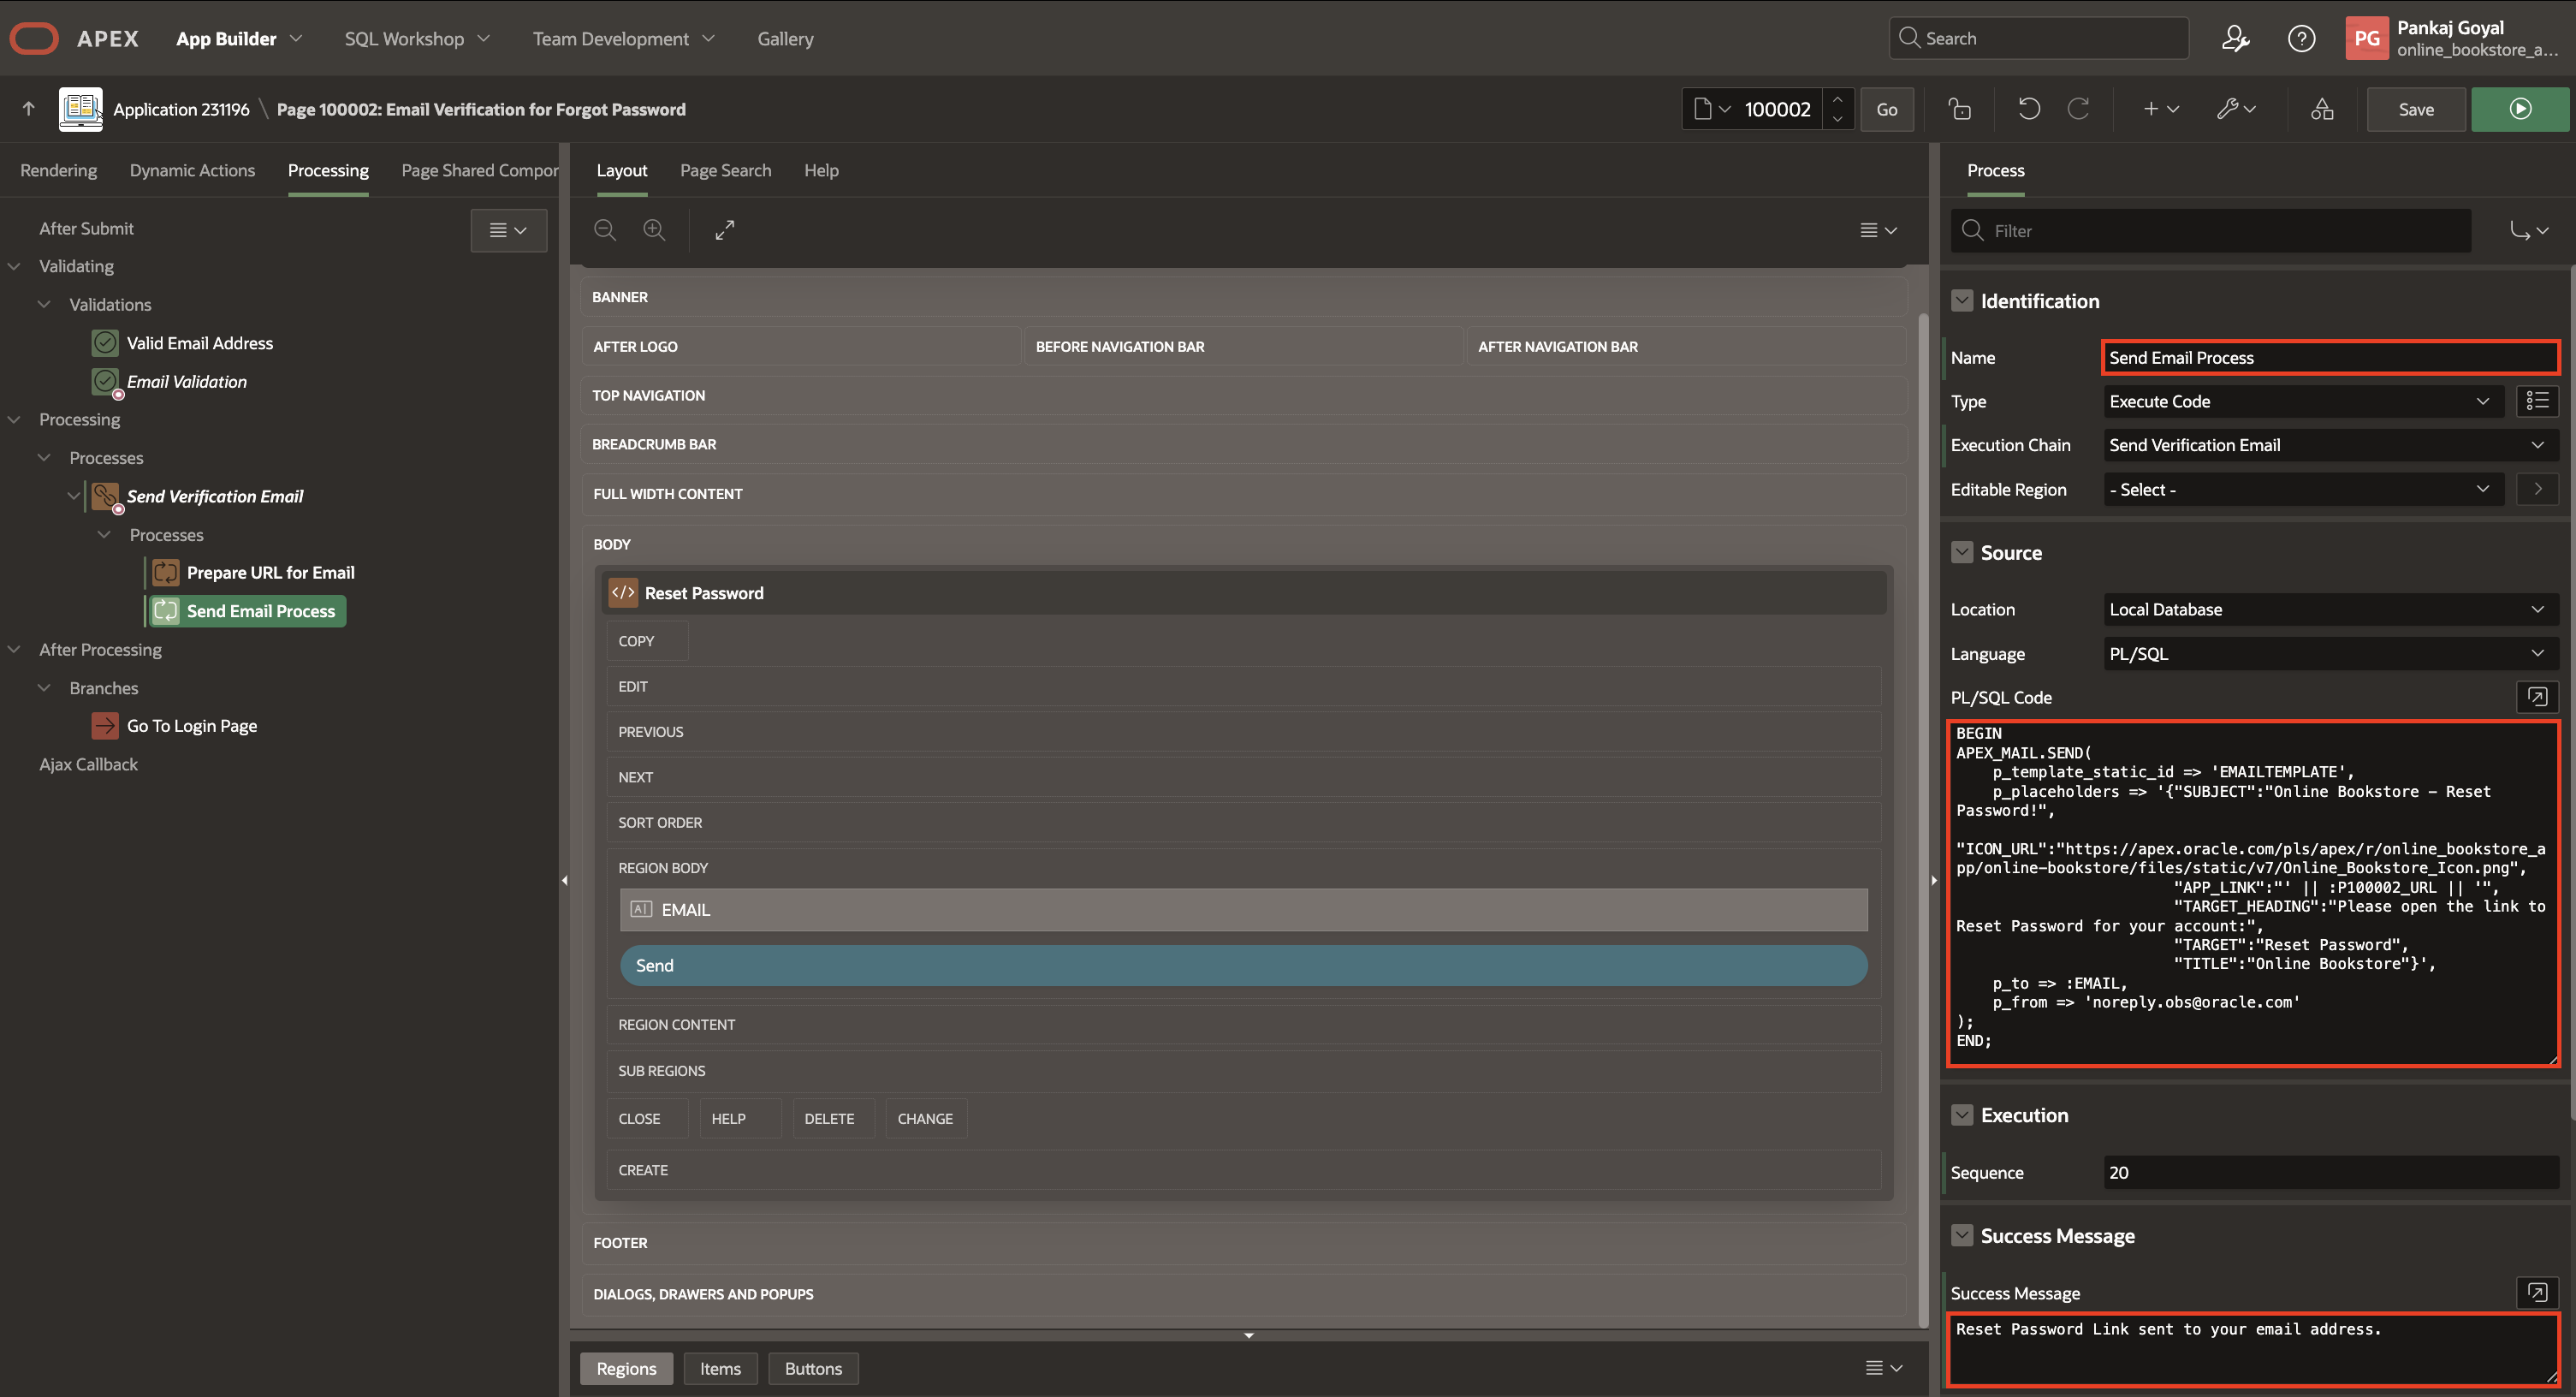 APEX App Builder SQL Workshop Team Development Gallery Search PG Pankaj Goyal
online_bookstore_a...
Application 231196 \ Page 100002: Email Verification for Forgot Password 100002 Go Save
Rendering Dynamic Actions Processing Page Shared Compor
After Submit
Validating
Validations
Valid Email Address
Email Validation
Processing
Processes
Send Verification Email
Processes
Prepare URL for Email
Send Email Process
After Processing
Branches
Go To Login Page
Ajax Callback
Layout Page Search Help
BANNER
AFTER LOGO BEFORE NAVIGATION BAR AFTER NAVIGATION BAR
TOP NAVIGATION
BREADCRUMB BAR
FULL WIDTH CONTENT
BODY
</> Reset Password
COPY
EDIT
PREVIOUS
NEXT
SORT ORDER
REGION BODY
EMAIL
Send
REGION CONTENT
SUB REGIONS
CLOSE HELP DELETE CHANGE
CREATE
FOOTER
DIALOGS, DRAWERS AND POPUPS
Regions Items Buttons
Process
Filter
Identification
Name Send Email Process
Type Execute Code
Execution Chain Send Verification Email
Editable Region - Select -
Source
Location Local Database
Language PL/SQL
PL/SQL Code
BEGIN
APEX_MAIL.SEND(
p_template_static_id => 'EMAILTEMPLATE',
p_placeholders => '{"SUBJECT":"Online Bookstore – Reset
Password!",
"ICON_URL":"https://apex.oracle.com/pls/apex/r/online_bookstore_a
pp/online-bookstore/files/static/v7/Online_Bookstore_Icon.png",
"APP_LINK":"' || :P100002_URL || '",
"TARGET_HEADING":"Please open the link to
Reset Password for your account:",
"TARGET":"Reset Password",
"TITLE":"Online Bookstore"}',
p_to => :EMAIL,
p_from => 'noreply.obs@oracle.com'
);
END;
Execution
Sequence 20
Success Message
Success Message
Reset Password Link sent to your email address.